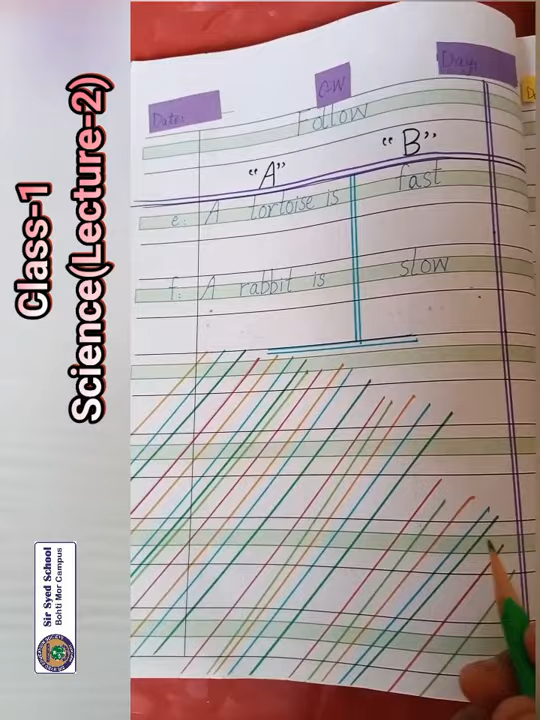 Class-1
Science(Lecture-2)
Sir Syed School
Bohti Mor Campus
Date:
CW
Day:
Follow
"A" "B"
e: A tortoise is fast
f: A rabbit is slow